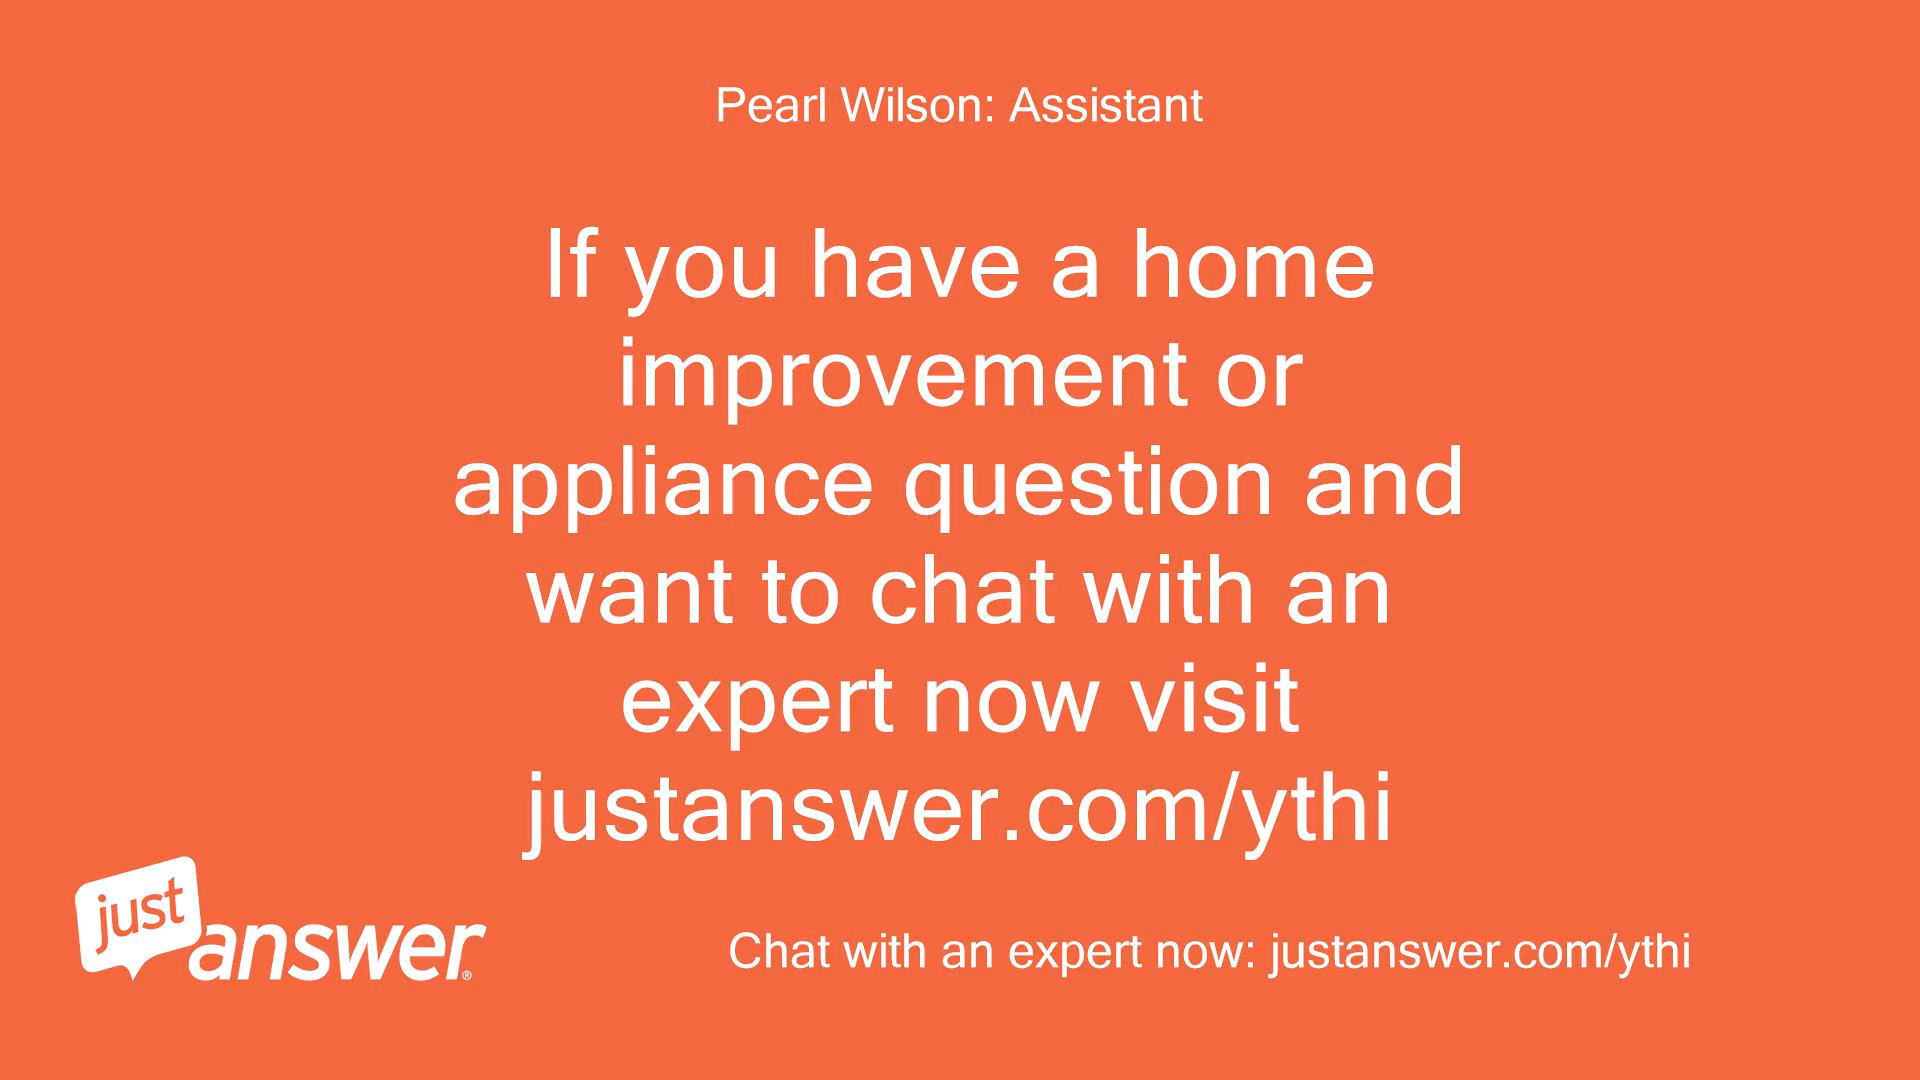 Pearl Wilson: Assistant
If you have a home
improvement or
appliance question and
want to chat with an
expert now visit
justanswer.com/ythi
just
answer®
Chat with an expert now: justanswer.com/ythi